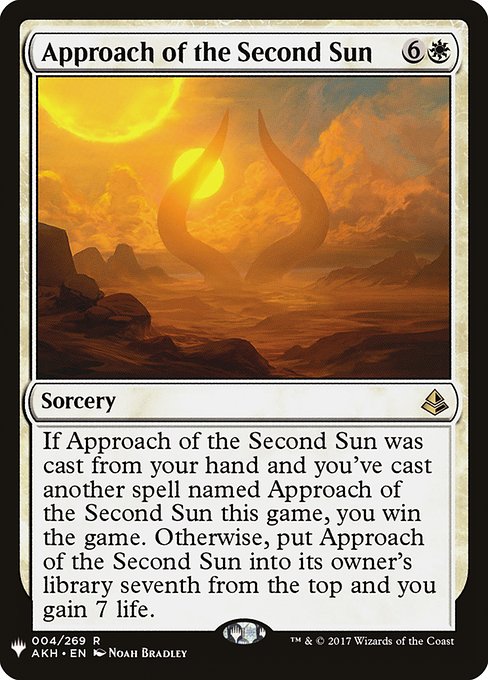 Approach of the Second Sun 6
Sorcery
If Approach of the Second Sun was
cast from your hand and you've cast
another spell named Approach of
the Second Sun this game, you win
the game. Otherwise, put Approach
of the Second Sun into its owner's
library seventh from the top and you
gain 7 life.
004/269 R
AKH • EN Noah Bradley
™ & © 2017 Wizards of the Coast